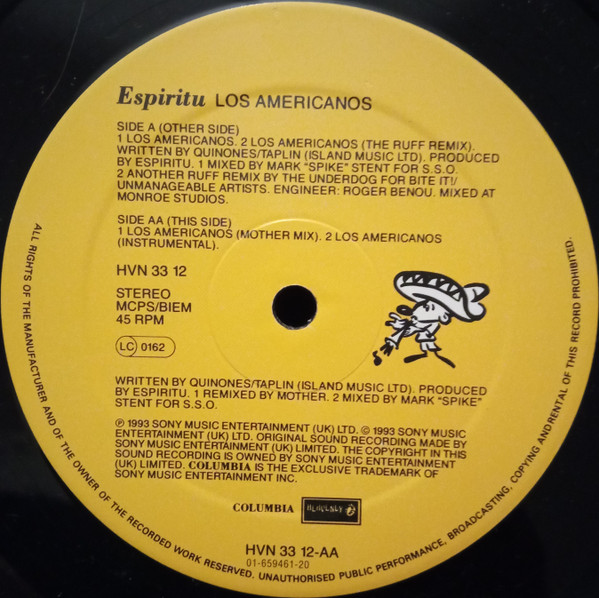 Espiritu LOS AMERICANOS
SIDE A (OTHER SIDE)
1 LOS AMERICANOS. 2 LOS AMERICANOS (THE RUFF REMIX).
WRITTEN BY QUINONES/TAPLIN (ISLAND MUSIC LTD). PRODUCED
BY ESPIRITU. 1 MIXED BY MARK "SPIKE" STENT FOR S.S.O.
2 ANOTHER RUFF REMIX BY THE UNDERDOG FOR BITE IT!/
UNMANAGEABLE ARTISTS. ENGINEER: ROGER BENOU. MIXED AT
MONROE STUDIOS.
SIDE AA (THIS SIDE)
1 LOS AMERICANOS (MOTHER MIX). 2 LOS AMERICANOS
(INSTRUMENTAL).
HVN 33 12
STEREO
MCPS/BIEM
45 RPM
LC 0162
WRITTEN BY QUINONES/TAPLIN (ISLAND MUSIC LTD). PRODUCED
BY ESPIRITU. 1 REMIXED BY MOTHER. 2 MIXED BY MARK "SPIKE"
STENT FOR S.S.O.
℗ 1993 SONY MUSIC ENTERTAINMENT (UK) LTD. © 1993 SONY MUSIC
ENTERTAINMENT (UK) LTD. ORIGINAL SOUND RECORDING MADE BY
SONY MUSIC ENTERTAINMENT (UK) LIMITED. THE COPYRIGHT IN THIS
SOUND RECORDING IS OWNED BY SONY MUSIC ENTERTAINMENT
(UK) LIMITED. COLUMBIA IS THE EXCLUSIVE TRADEMARK OF
SONY MUSIC ENTERTAINMENT INC.
COLUMBIA HEAVENLY
HVN 33 12-AA
01-659461-20
ALL RIGHTS OF THE MANUFACTURER AND OF THE OWNER OF THE RECORDED WORK RESERVED. UNAUTHORISED PUBLIC PERFORMANCE, BROADCASTING, COPYING AND RENTAL OF THIS RECORD PROHIBITED.